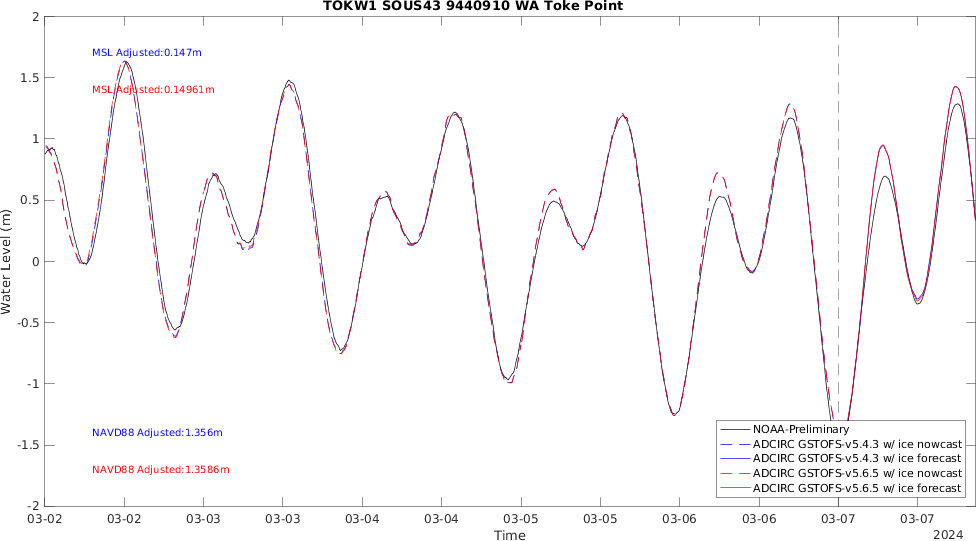 TOKW1 SOUS43 9440910 WA Toke Point
2
1.5
1
0.5
0
-0.5
-1
-1.5
-2
Water Level (m)
MSL Adjusted:0.147m
MSL Adjusted:0.14961m
NAVD88 Adjusted:1.356m
NAVD88 Adjusted:1.3586m
NOAA-Preliminary
ADCIRC GSTOFS-v5.4.3 w/ ice nowcast
ADCIRC GSTOFS-v5.4.3 w/ ice forecast
ADCIRC GSTOFS-v5.6.5 w/ ice nowcast
ADCIRC GSTOFS-v5.6.5 w/ ice forecast
03-02 03-02 03-03 03-03 03-04 03-04 03-05 03-05 03-06 03-06 03-07 03-07
Time
2024